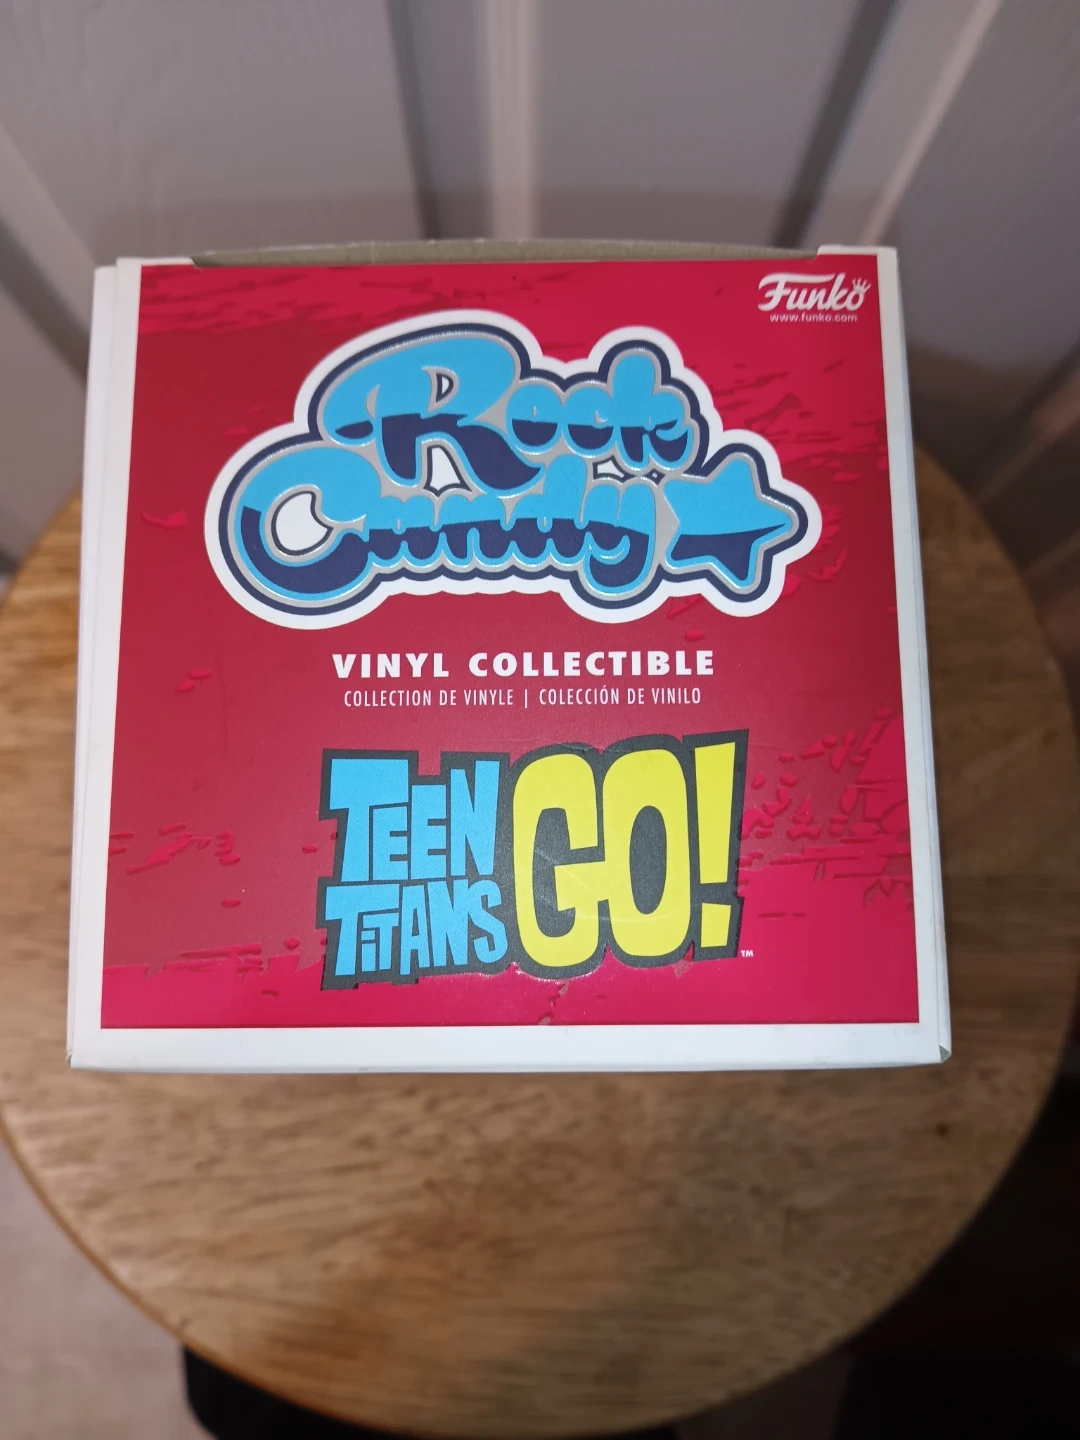 Funko
www.funko.com
Rock
Candy
VINYL COLLECTIBLE
COLLECTION DE VINYLE | COLECCIÓN DE VINILO
TEEN
TITANS
GO!
TM